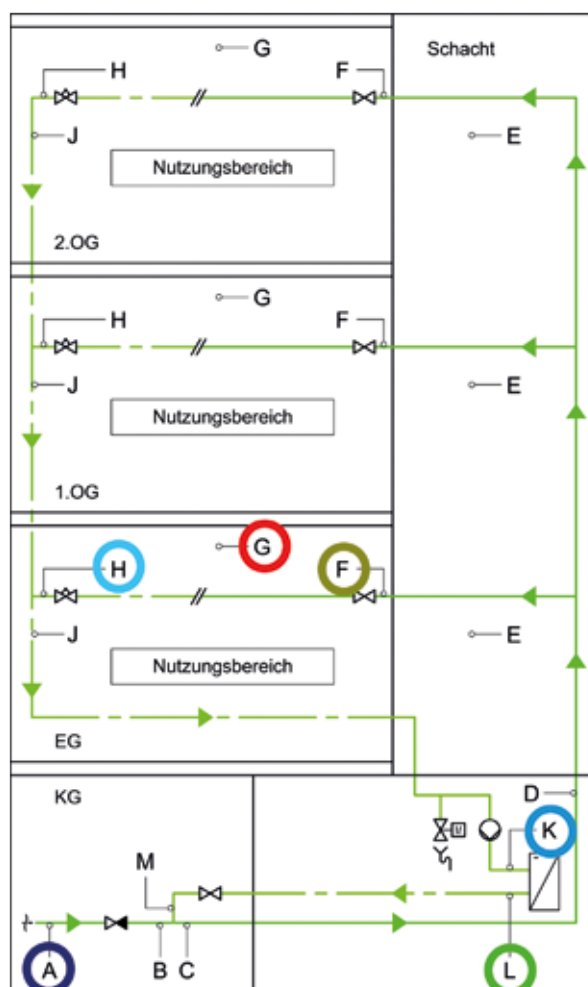 G
H
F
Schacht
J
E
Nutzungsbereich
2.OG
G
H
F
J
E
Nutzungsbereich
1.OG
G
H
F
J
E
Nutzungsbereich
EG
KG
D
K
M
A
B
C
L